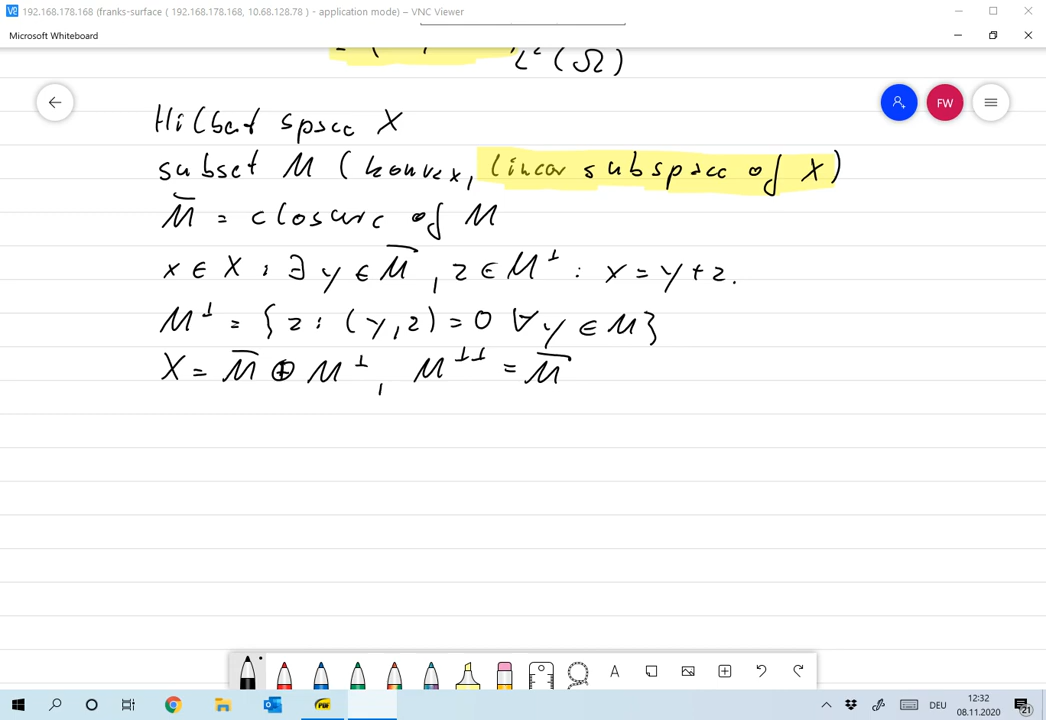 192.168.178.168 (franks-surface ( 192.168.178.168, 10.68.128.78 ) - application mode) – VNC Viewer
Microsoft Whiteboard
L²(Ω)
FW
Hilbert space X
subset M (konvex, linear subspace of X)
M̅ = closure of M
x ∈ X : ∃ y ∈ M̅, z ∈ M^⊥ : x = y + z.
M^⊥ = { z : (y, z) = 0 ∀ y ∈ M }
X = M̅ ⊕ M^⊥, M^⊥⊥ = M̅
A
DEU
12:32
08.11.2020
21